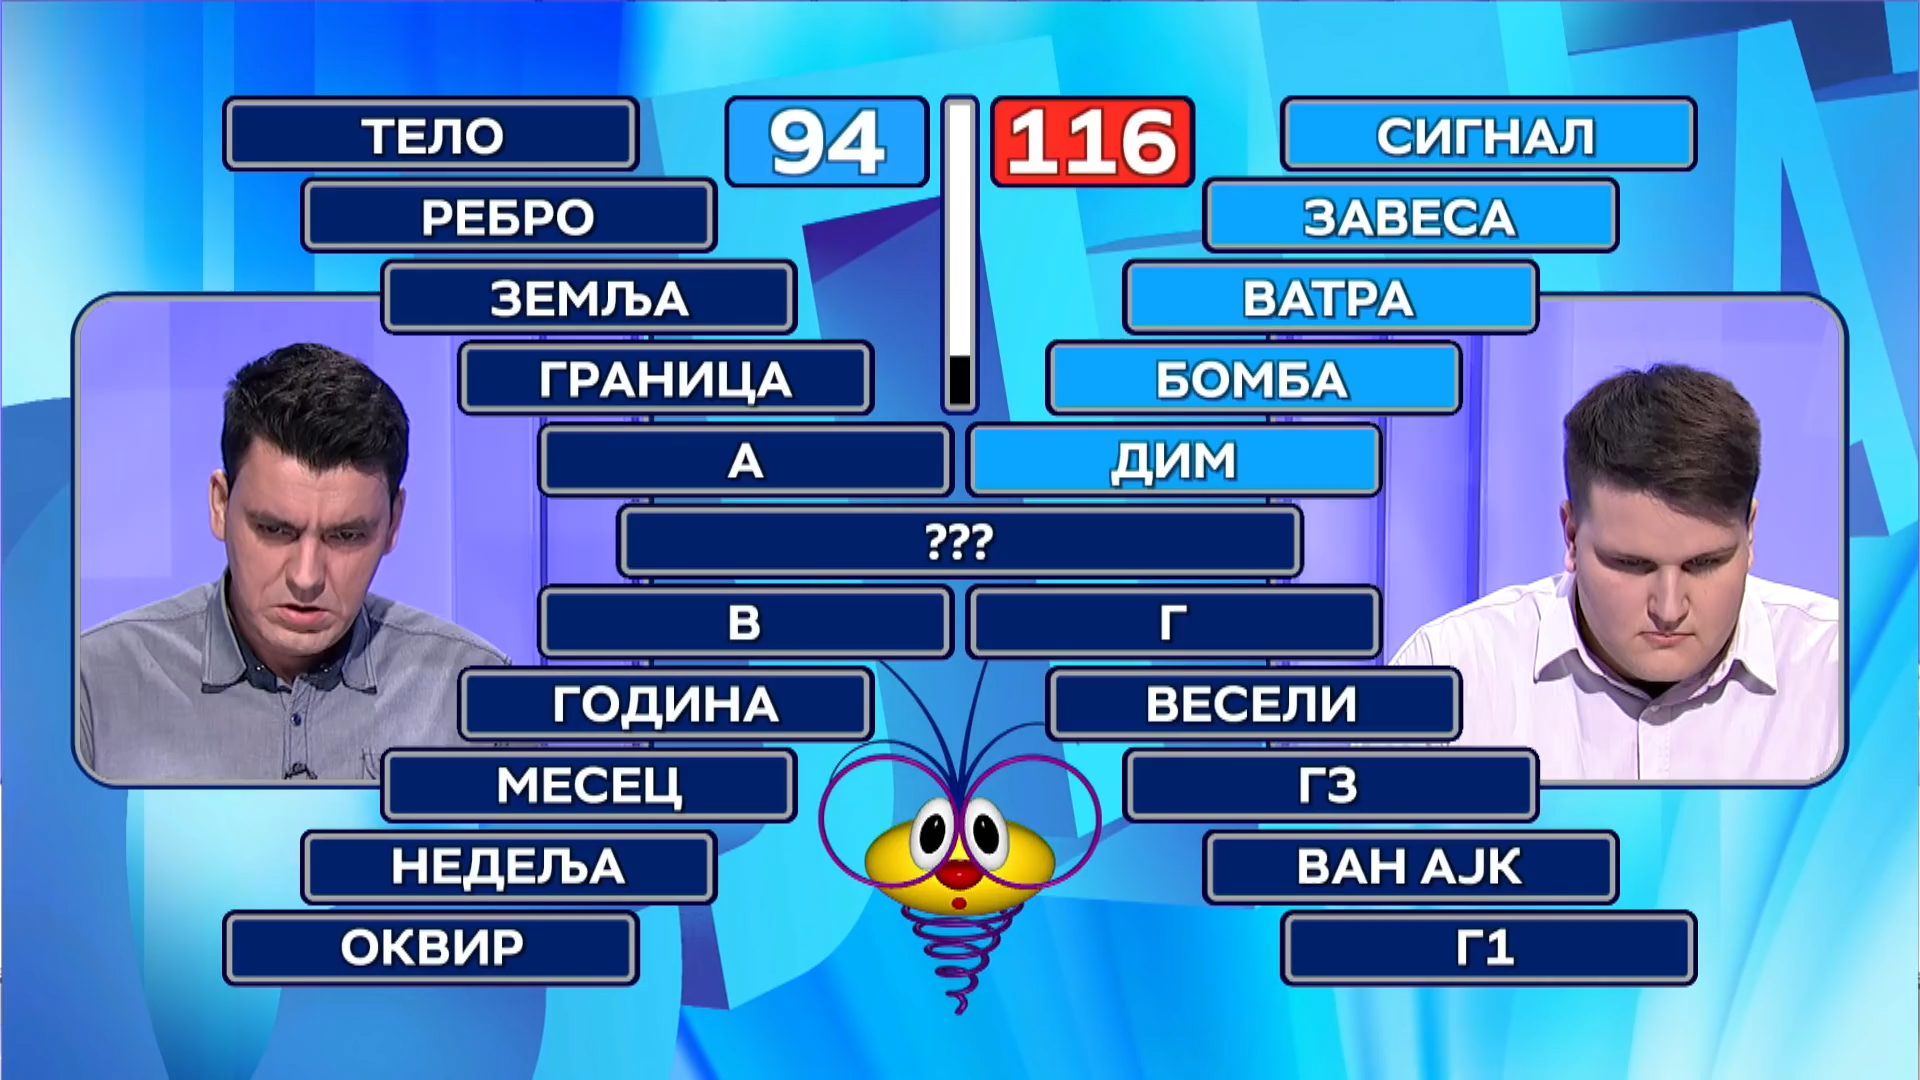 ТЕЛО
94
116
СИГНАЛ
РЕБРО
ЗАВЕСА
ЗЕМЉА
ВАТРА
ГРАНИЦА
БОМБА
А
ДИМ
???
В
Г
ГОДИНА
ВЕСЕЛИ
МЕСЕЦ
Г3
НЕДЕЉА
ВАН АЈК
ОКВИР
Г1